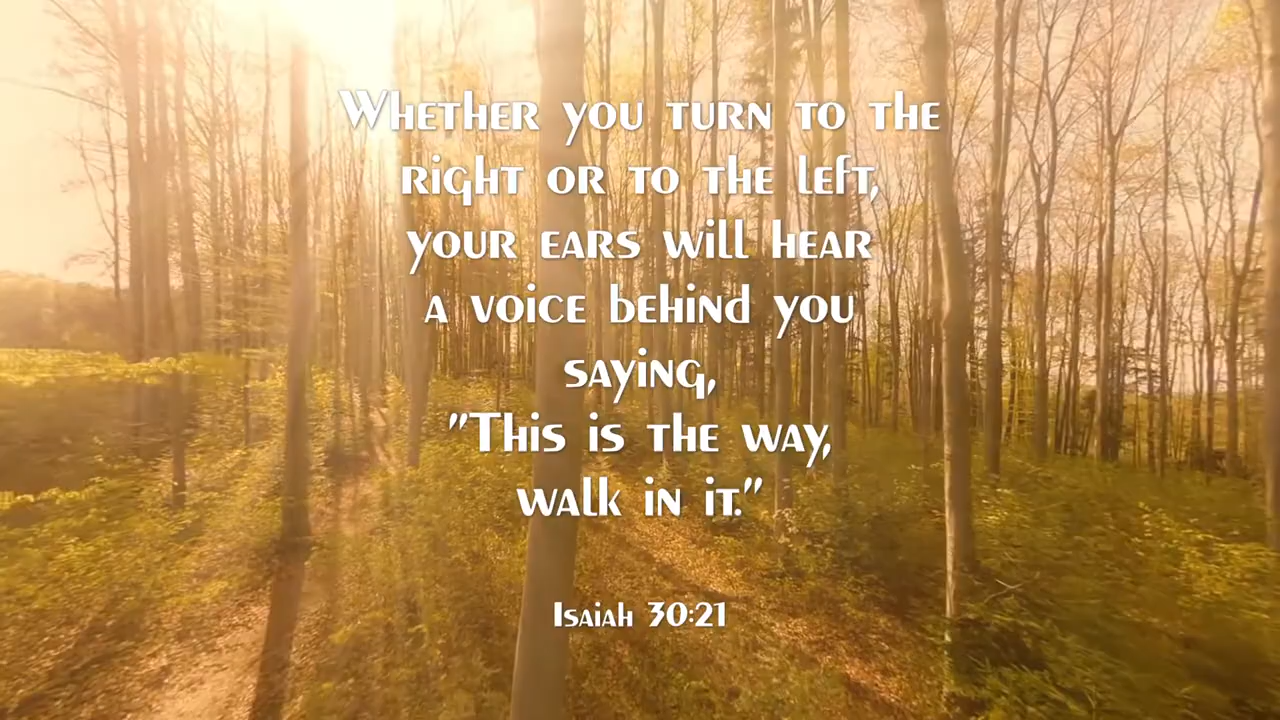 Whether you turn to the
right or to the left,
your ears will hear
a voice behind you
saying,
"This is the way,
walk in it."
Isaiah 30:21